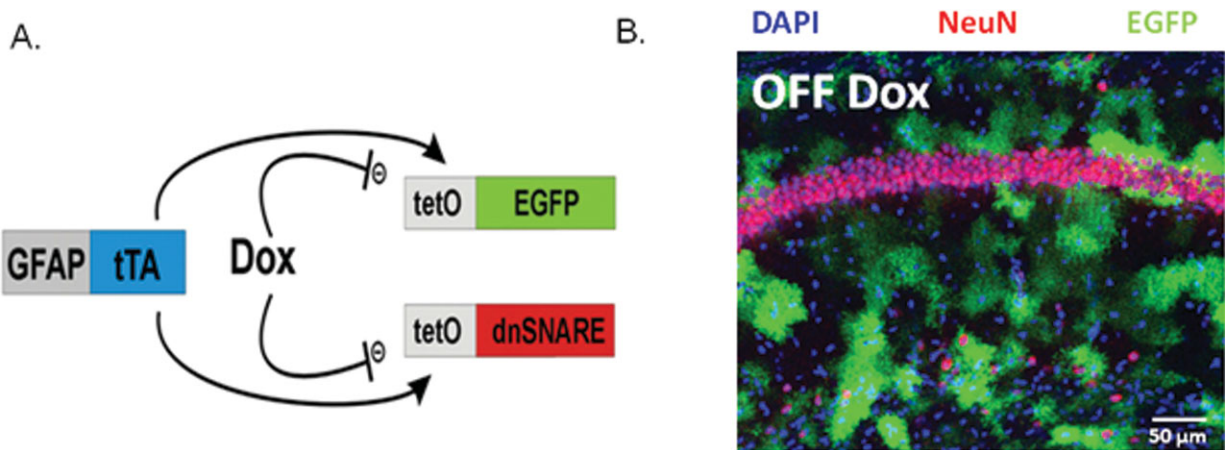 A.
B.
DAPI NeuN EGFP
OFF Dox
tetO EGFP
GFAP tTA
Dox
tetO dnSNARE
50 µm